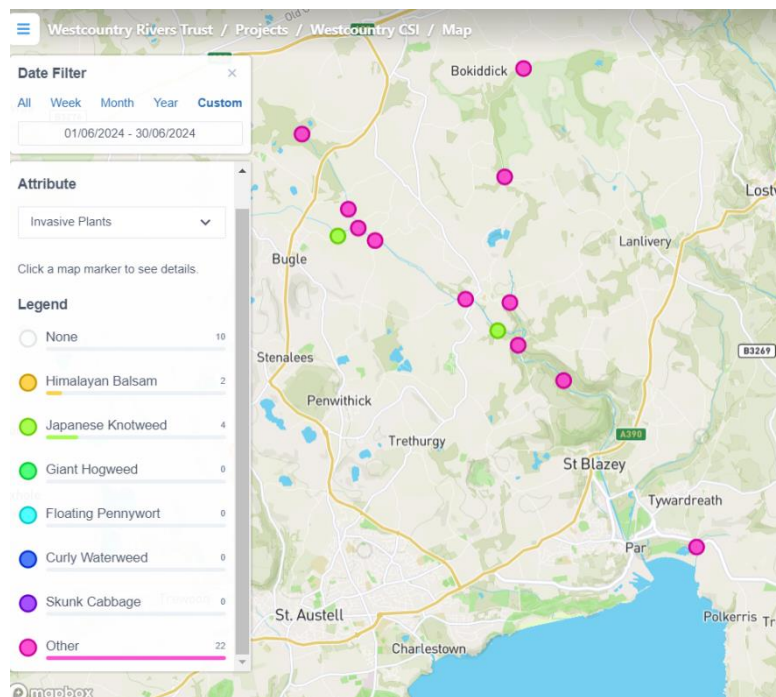 Westcountry Rivers Trust / Projects / Westcountry CSI / Map
Date Filter
×
All Week Month Year Custom
01/06/2024 - 30/06/2024
Attribute
Invasive Plants
Click a map marker to see details.
Legend
None 10
Himalayan Balsam 2
Japanese Knotweed 4
Giant Hogweed 0
Floating Pennywort 0
Curly Waterweed 0
Skunk Cabbage 0
Other 22
mapbox
Bokiddick
Lanlivery
Bugle
Stenalees
B3269
Penwithick
Trethurgy
A390
St Blazey
Tywardreath
Par
St. Austell
Polkerris
Charlestown